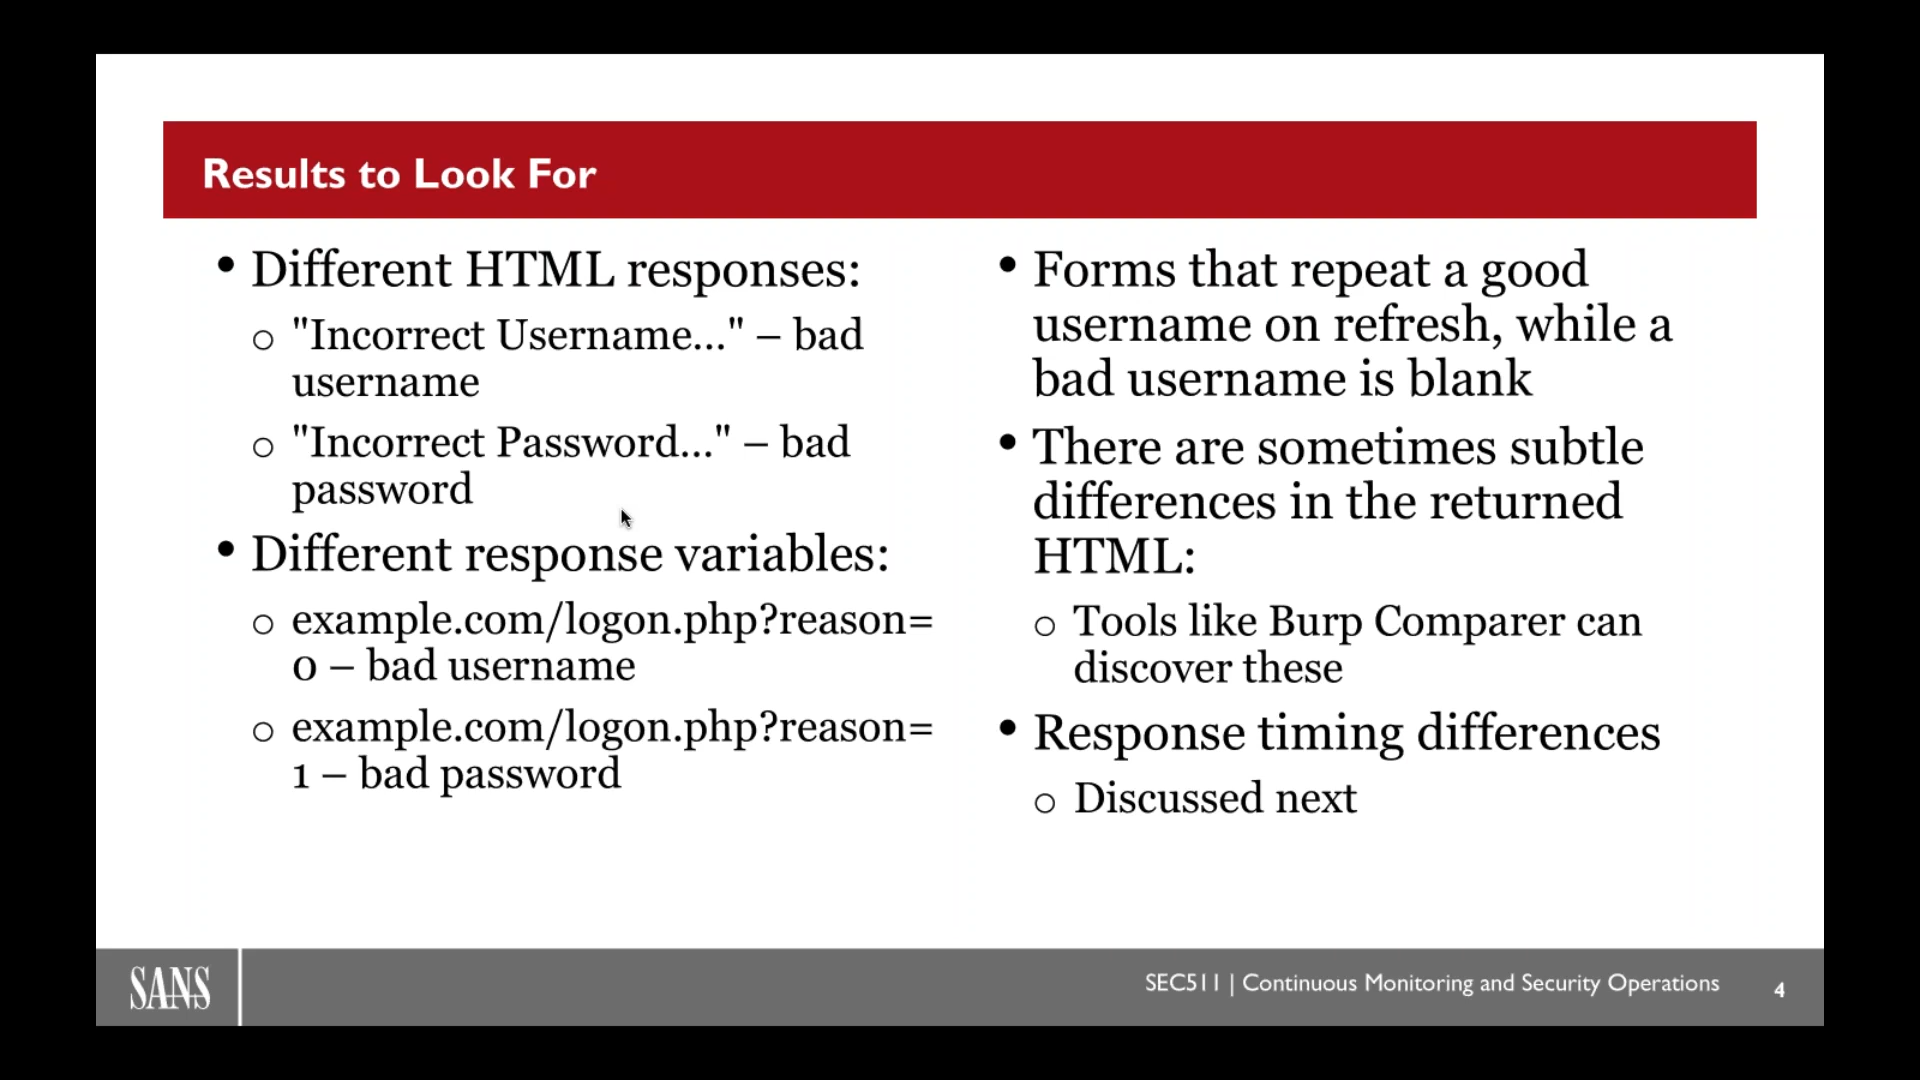 Results to Look For
• Different HTML responses:
o "Incorrect Username..." – bad
username
o "Incorrect Password..." – bad
password
• Different response variables:
o example.com/logon.php?reason=
0 – bad username
o example.com/logon.php?reason=
1 – bad password
• Forms that repeat a good
username on refresh, while a
bad username is blank
• There are sometimes subtle
differences in the returned
HTML:
o Tools like Burp Comparer can
discover these
• Response timing differences
o Discussed next
SANS
SEC511 | Continuous Monitoring and Security Operations
4